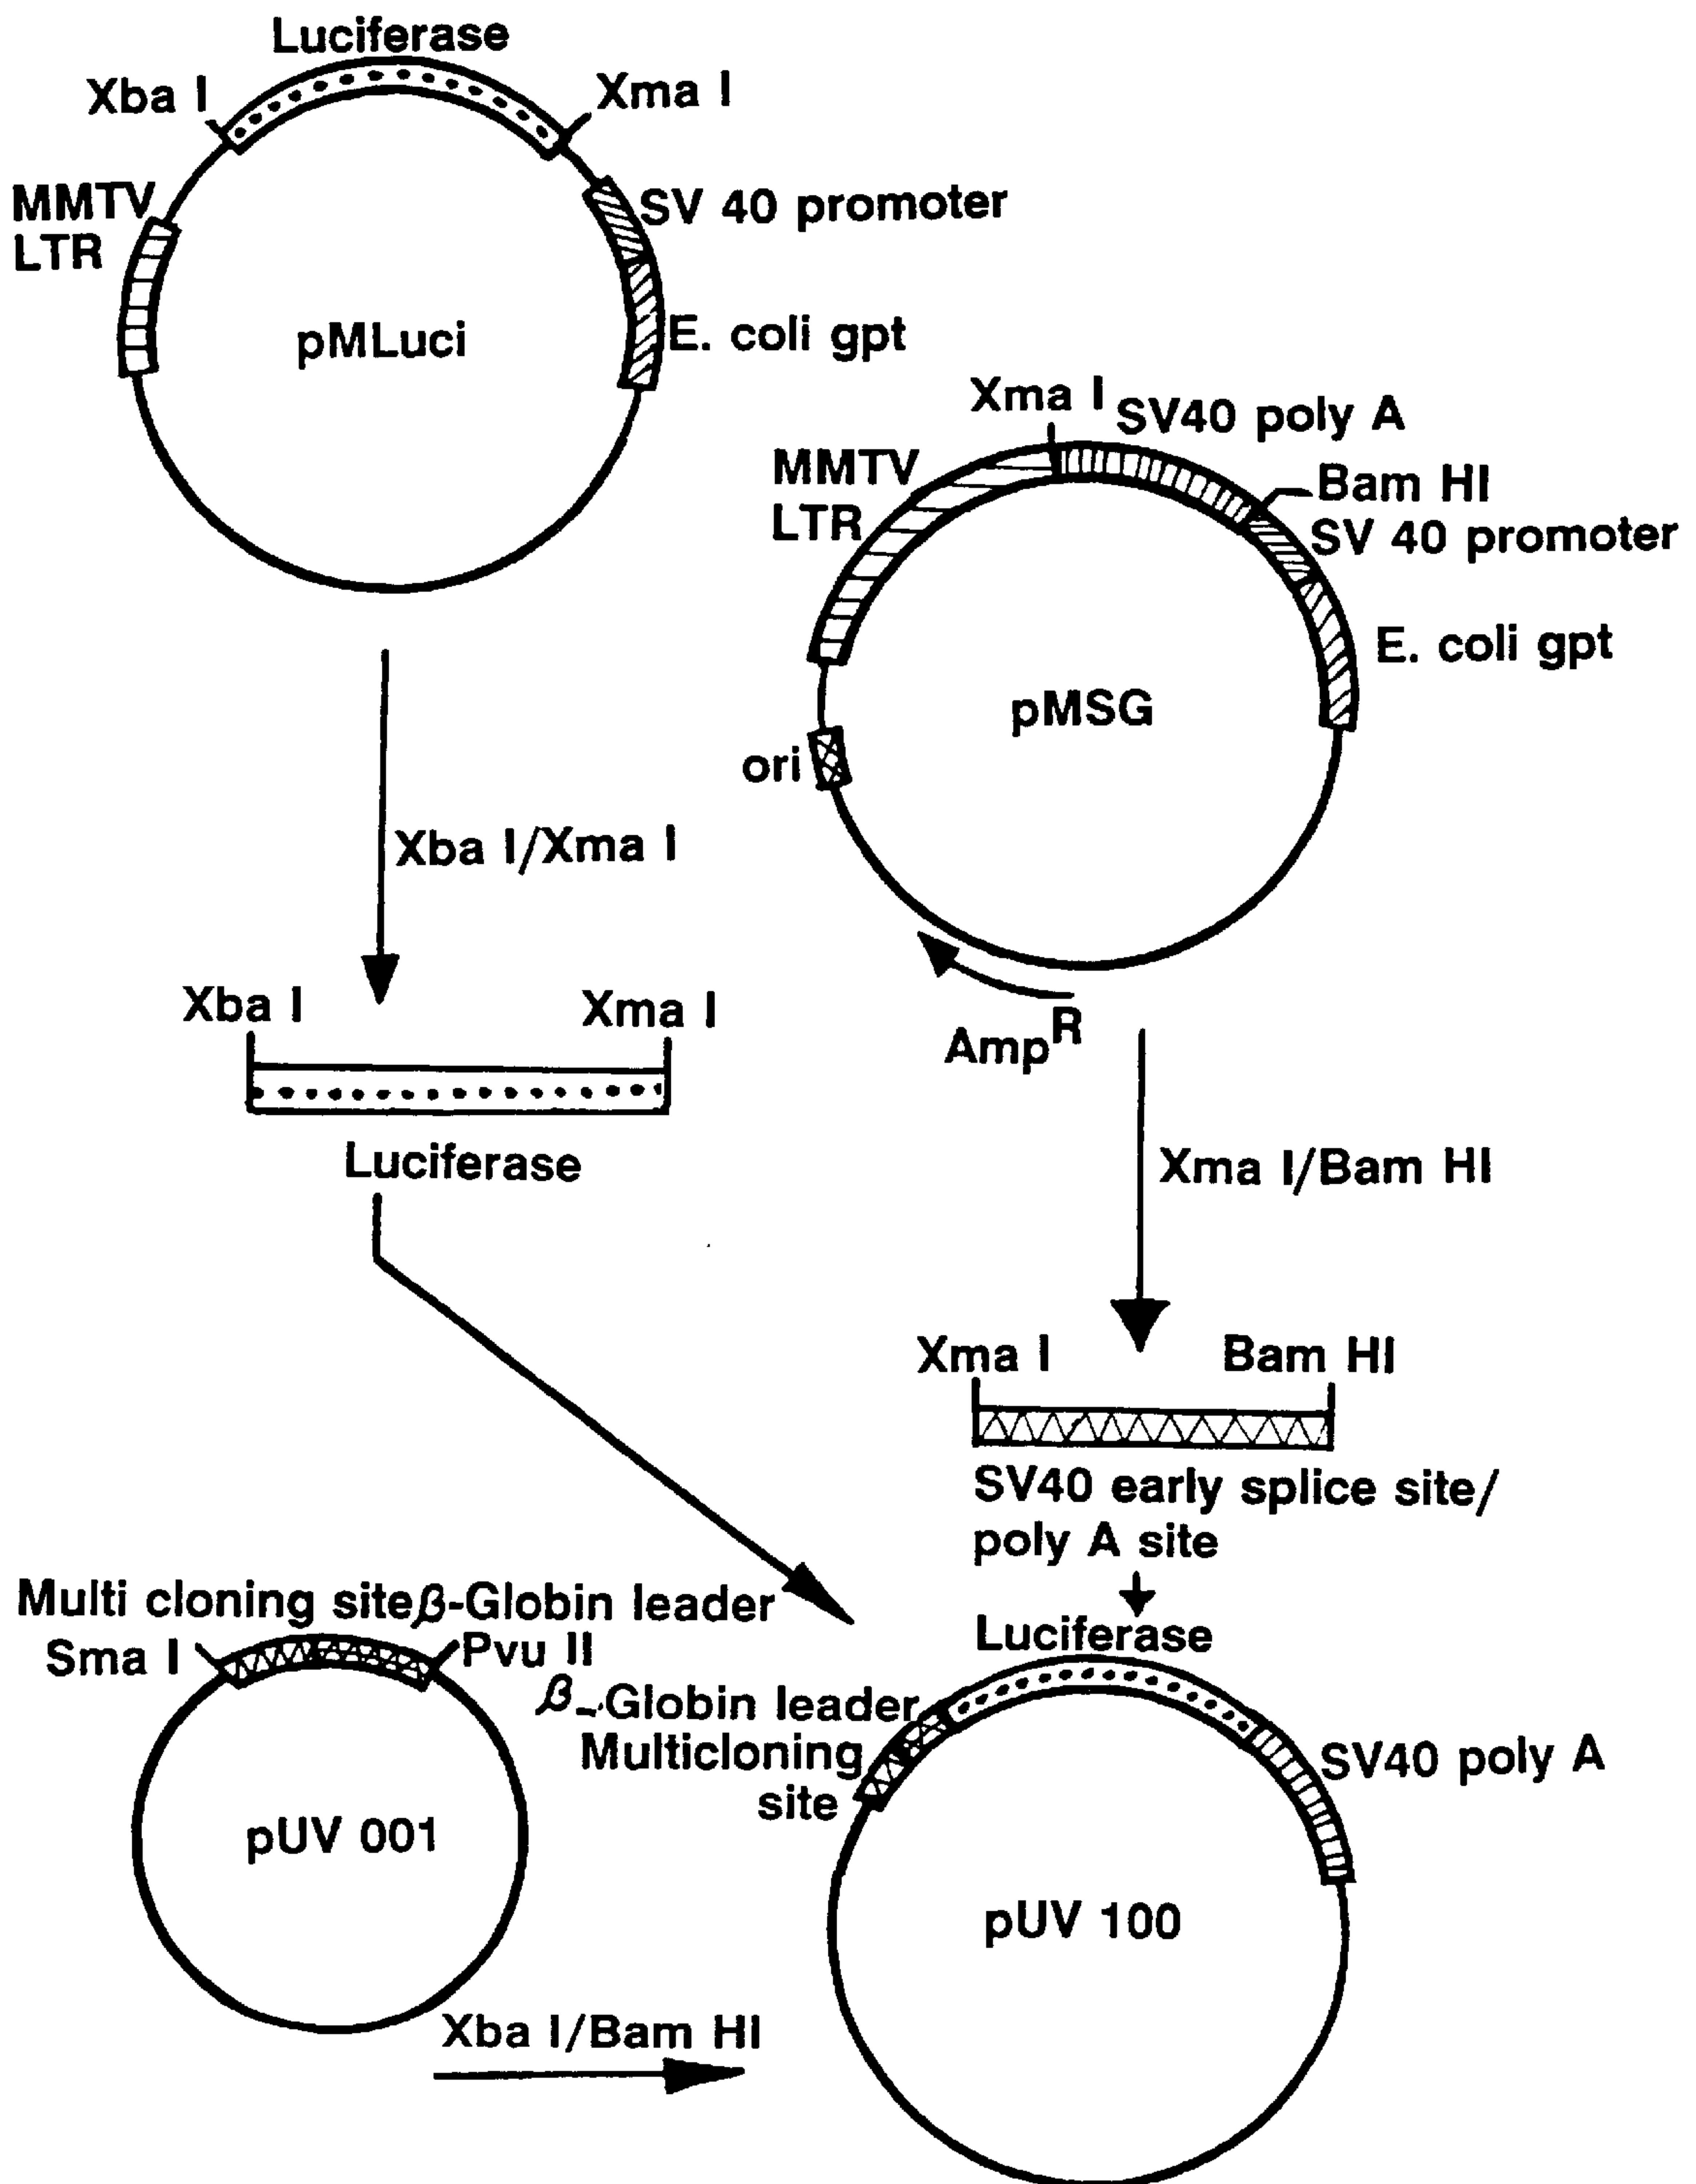 Luciferase
Xba I
Xma I
MMTV
LTR
SV 40 promoter
pMLuci
E. coli gpt
Xma I
SV40 poly A
MMTV
LTR
Bam HI
SV 40 promoter
E. coli gpt
pMSG
ori
Amp^R
Xba I/Xma I
Xba I
Xma I
Luciferase
Xma I/Bam HI
Xma I
Bam HI
SV40 early splice site/
poly A site
Multi cloning site
β-Globin leader
Sma I
Pvu II
pUV 001
Xba I/Bam HI
Luciferase
β-Globin leader
Multicloning
site
SV40 poly A
pUV 100